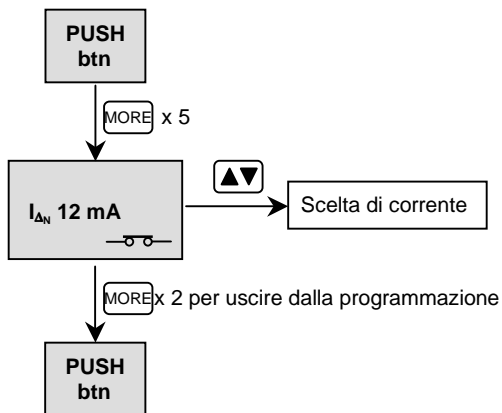 PUSH
btn
MORE x 5
▲▼
IΔN 12 mA
Scelta di corrente
MORE x 2 per uscire dalla programmazione
PUSH
btn